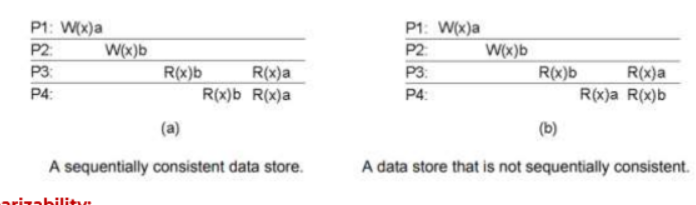 P1: W(x)a
P2: W(x)b
P3: R(x)b R(x)a
P4: R(x)b R(x)a
(a)
A sequentially consistent data store.
P1: W(x)a
P2: W(x)b
P3: R(x)b R(x)a
P4: R(x)a R(x)b
(b)
A data store that is not sequentially consistent.
arizability: